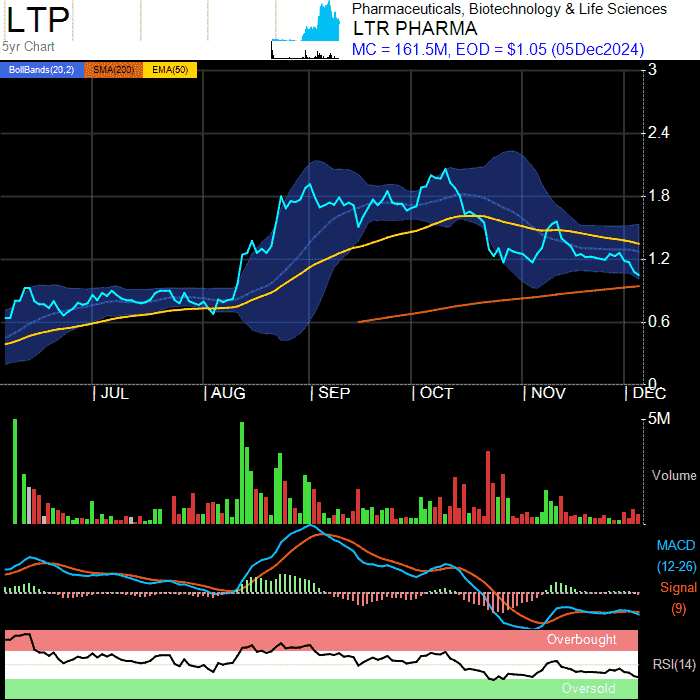 LTP
5yr Chart
Pharmaceuticals, Biotechnology & Life Sciences
LTR PHARMA
MC = 161.5M, EOD = $1.05 (05Dec2024)
BollBands(20,2) SMA(200) EMA(50)
3
2.4
1.8
1.2
0.6
0
JUL AUG SEP OCT NOV DEC
5M
Volume
MACD
(12-26)
Signal
(9)
Overbought
RSI(14)
Oversold